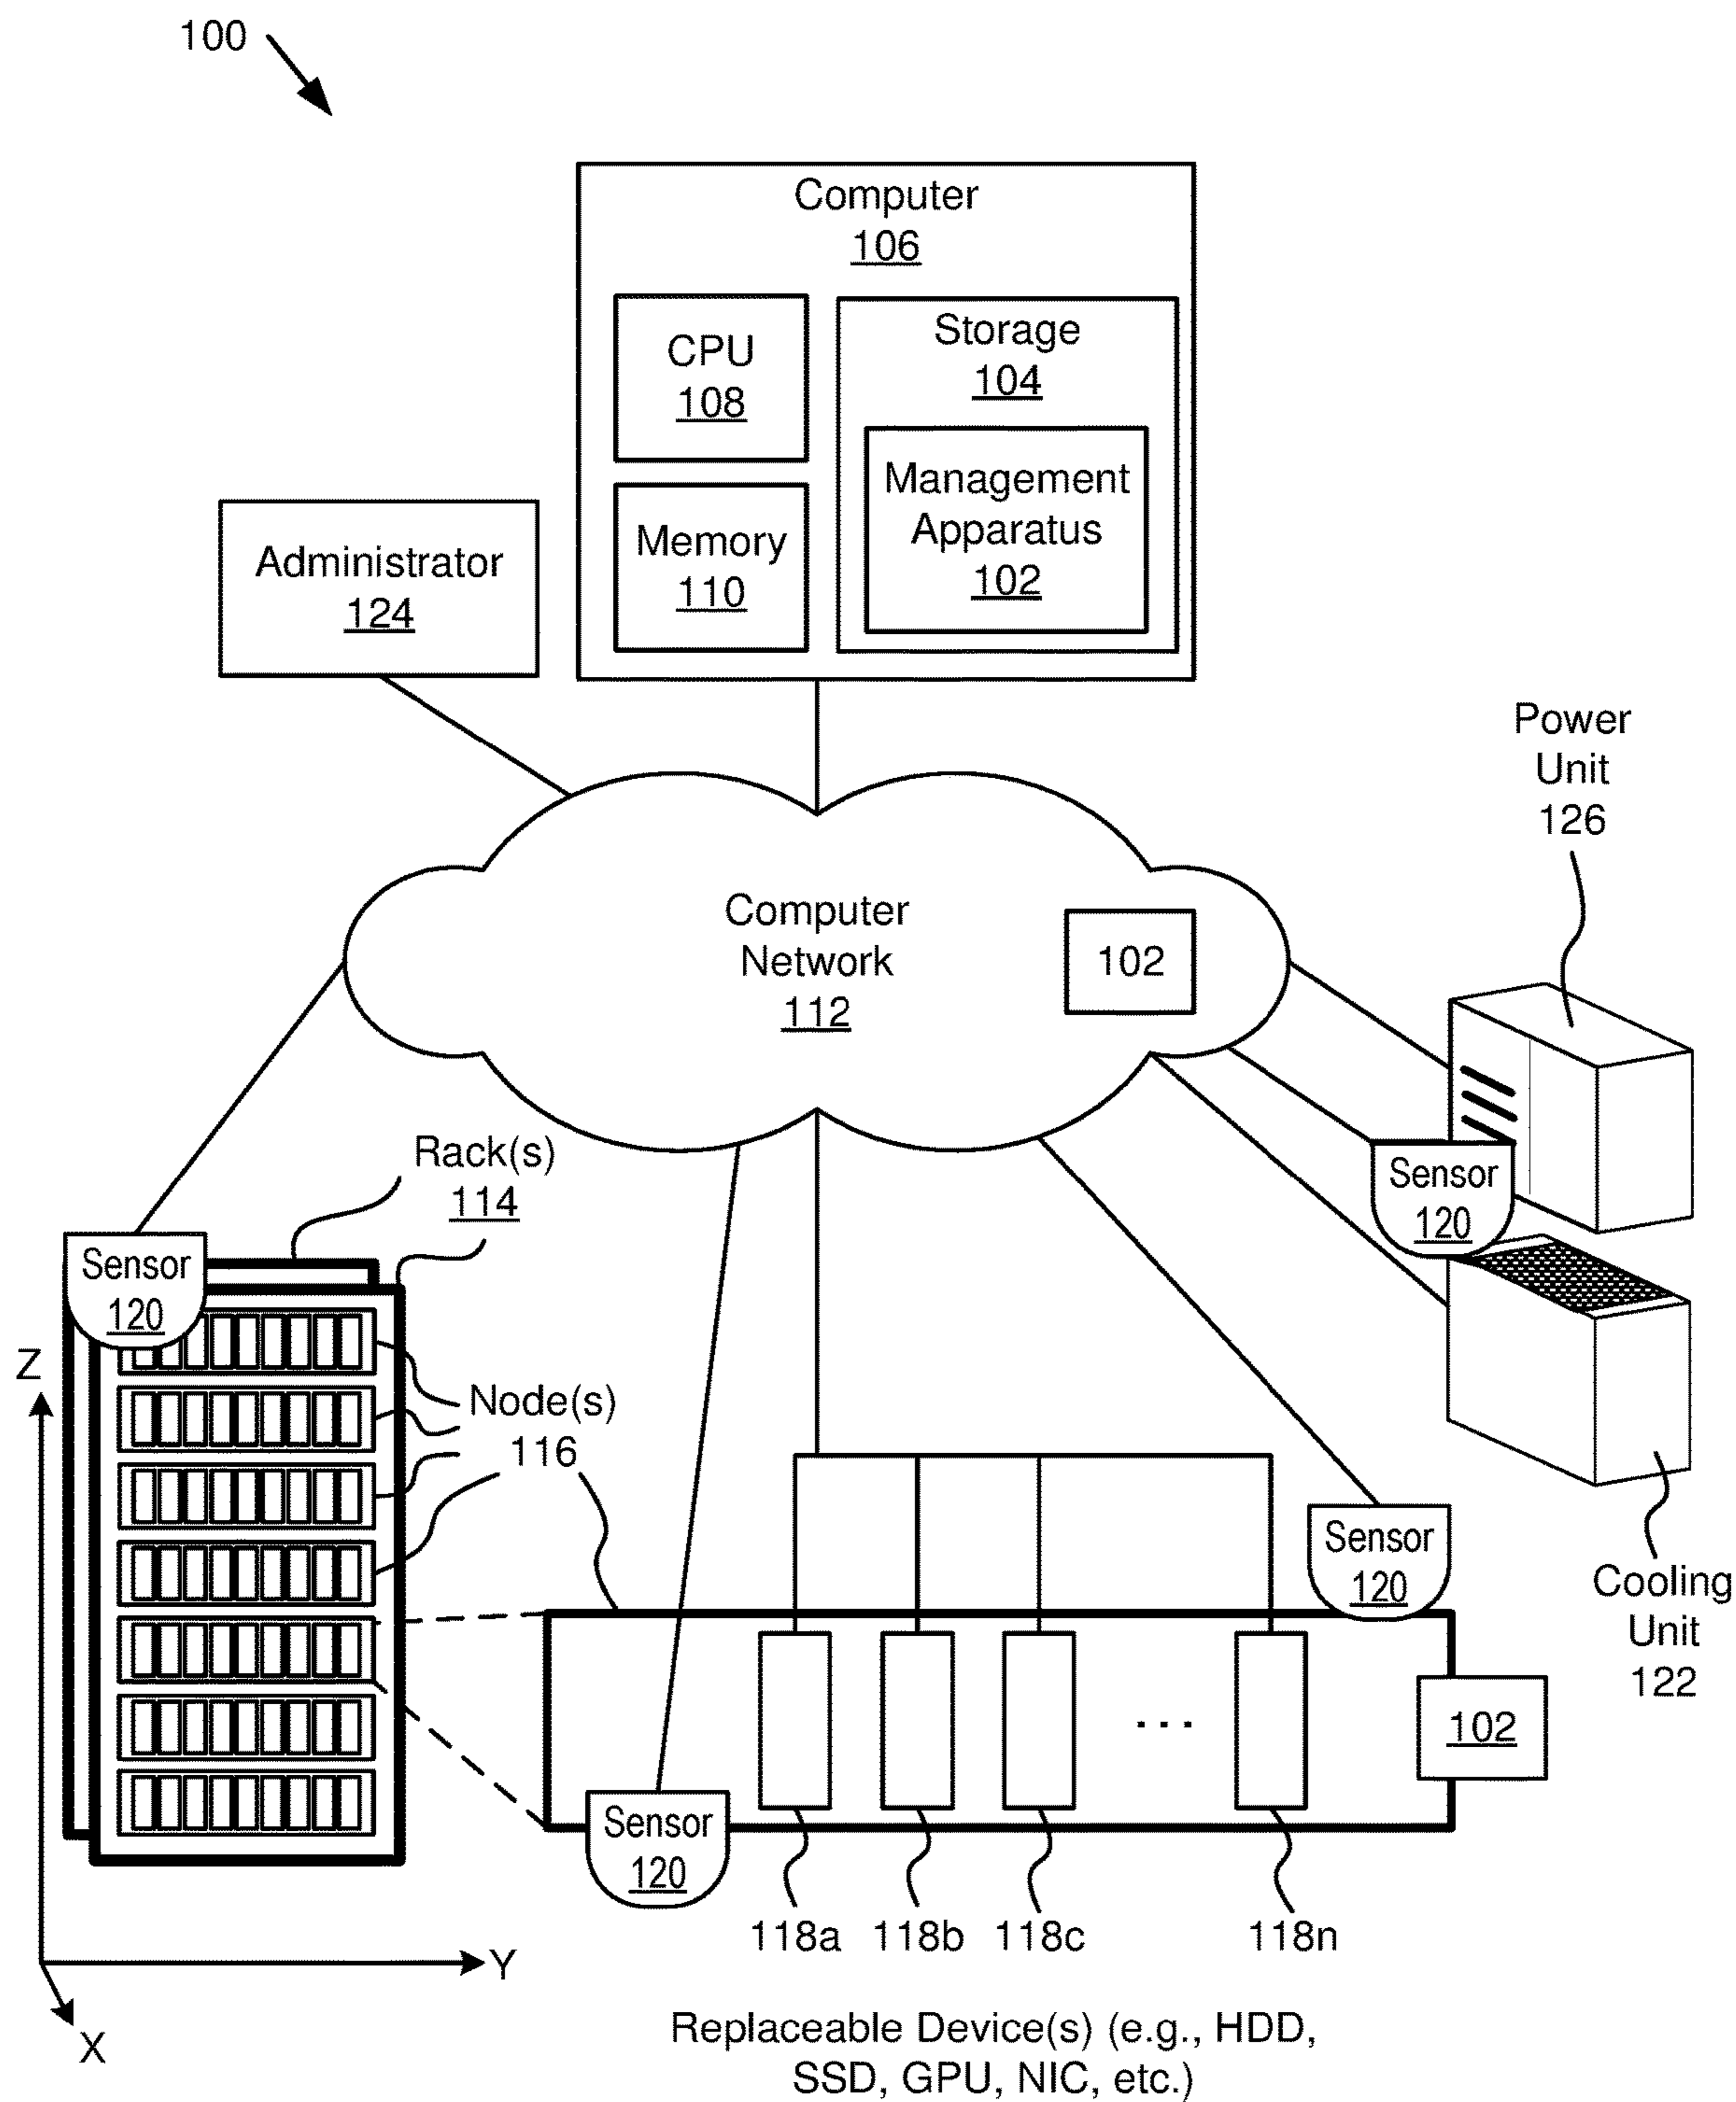 100
Computer
106
CPU
108
Storage
104
Management
Apparatus
102
Memory
110
Administrator
124
Power
Unit
126
Computer
Network
112
102
Rack(s)
114
Sensor
120
Sensor
120
Z
Node(s)
116
Sensor
120
Cooling
Unit
122
102
Sensor
120
118a
118b
118c
...
118n
Y
X
Replaceable Device(s) (e.g., HDD,
SSD, GPU, NIC, etc.)